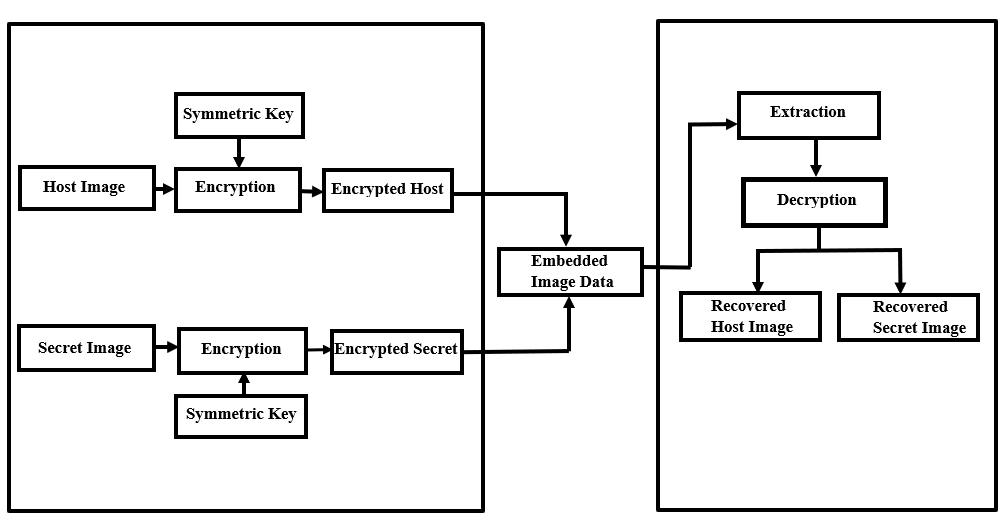 Symmetric Key
Host Image
Encryption
Encrypted Host
Secret Image
Encryption
Encrypted Secret
Symmetric Key
Embedded
Image Data
Extraction
Decryption
Recovered
Host Image
Recovered
Secret Image